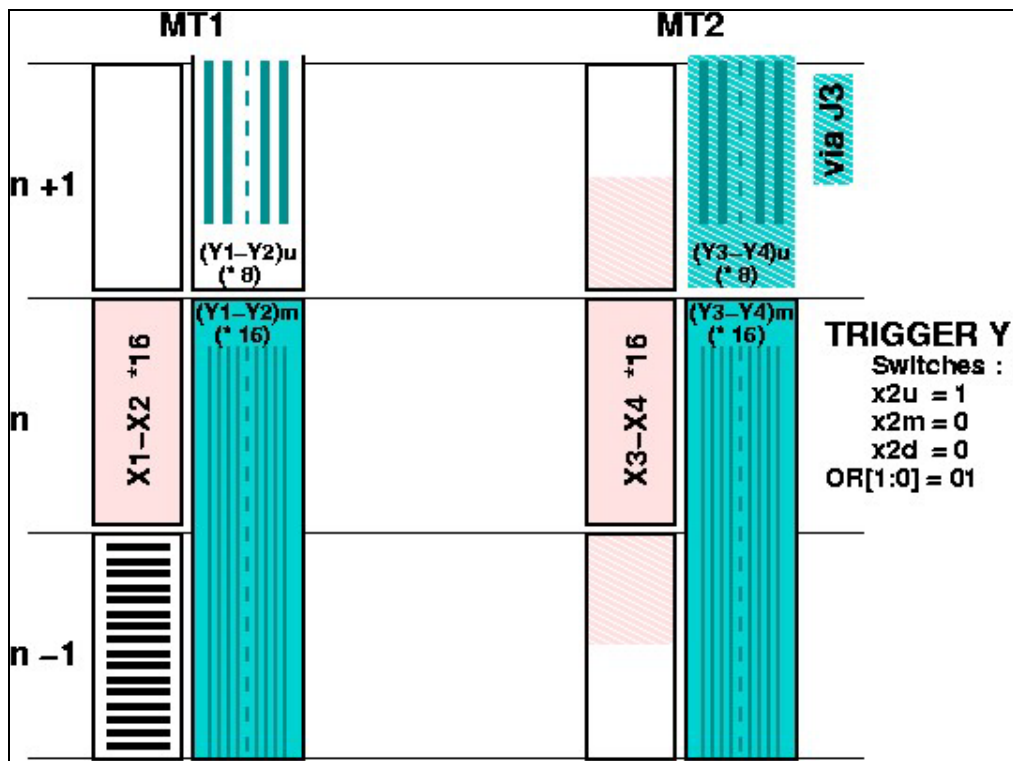 MT1
MT2
via J3
n +1
(Y1–Y2)u
(* 8)
(Y3–Y4)u
(* 8)
(Y1–Y2)m
(* 16)
(Y3–Y4)m
(* 16)
n
X1–X2 *16
X3–X4 *16
TRIGGER Y
Switches :
x2u = 1
x2m = 0
x2d = 0
OR[1:0] = 01
n –1